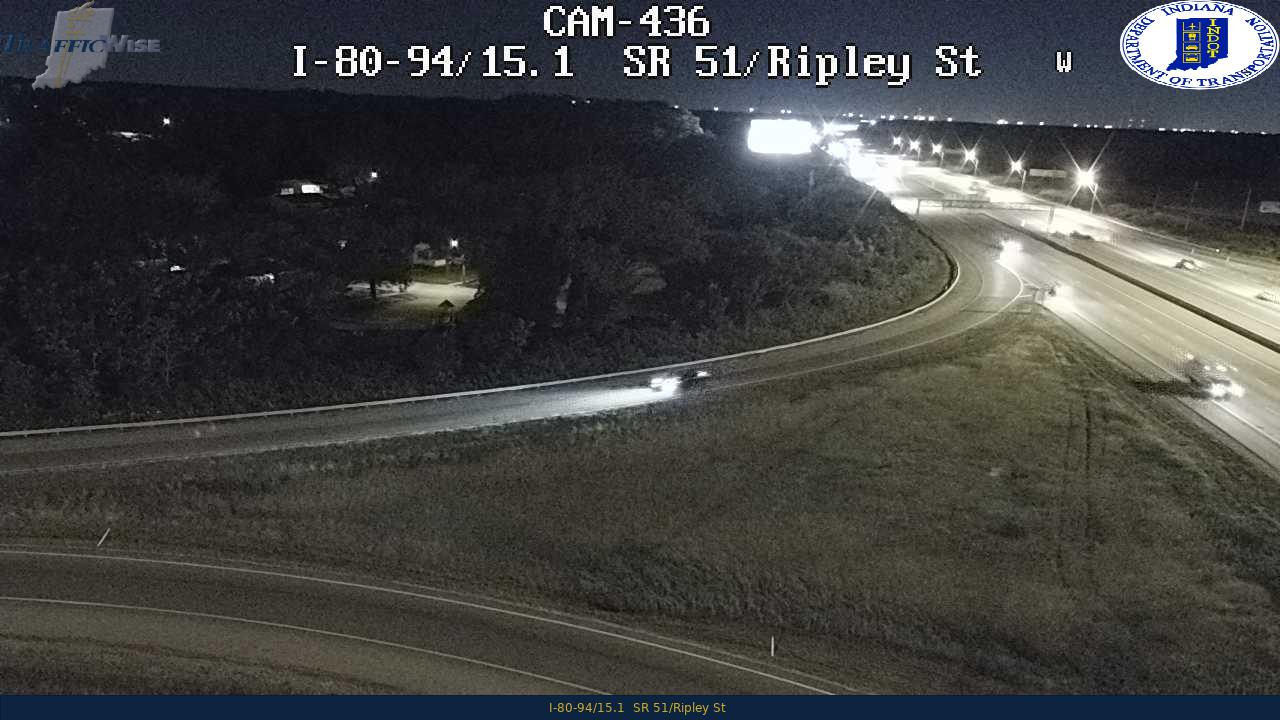 CAM-436
I-80-94/15.1 SR 51/Ripley St W
TRAFFICWISE
INDIANA
DEPARTMENT OF TRANSPORTATION
INDOT
I-80-94/15.1 SR 51/Ripley St